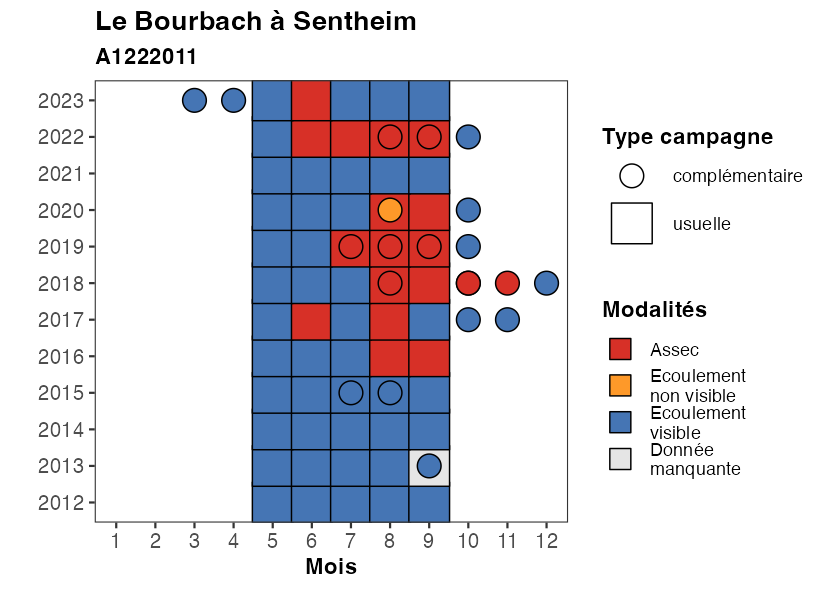 Le Bourbach à Sentheim
A1222011
2023
2022
2021
2020
2019
2018
2017
2016
2015
2014
2013
2012
1 2 3 4 5 6 7 8 9 10 11 12
Mois
Type campagne
complémentaire
usuelle
Modalités
Assec
Ecoulement
non visible
Ecoulement
visible
Donnée
manquante